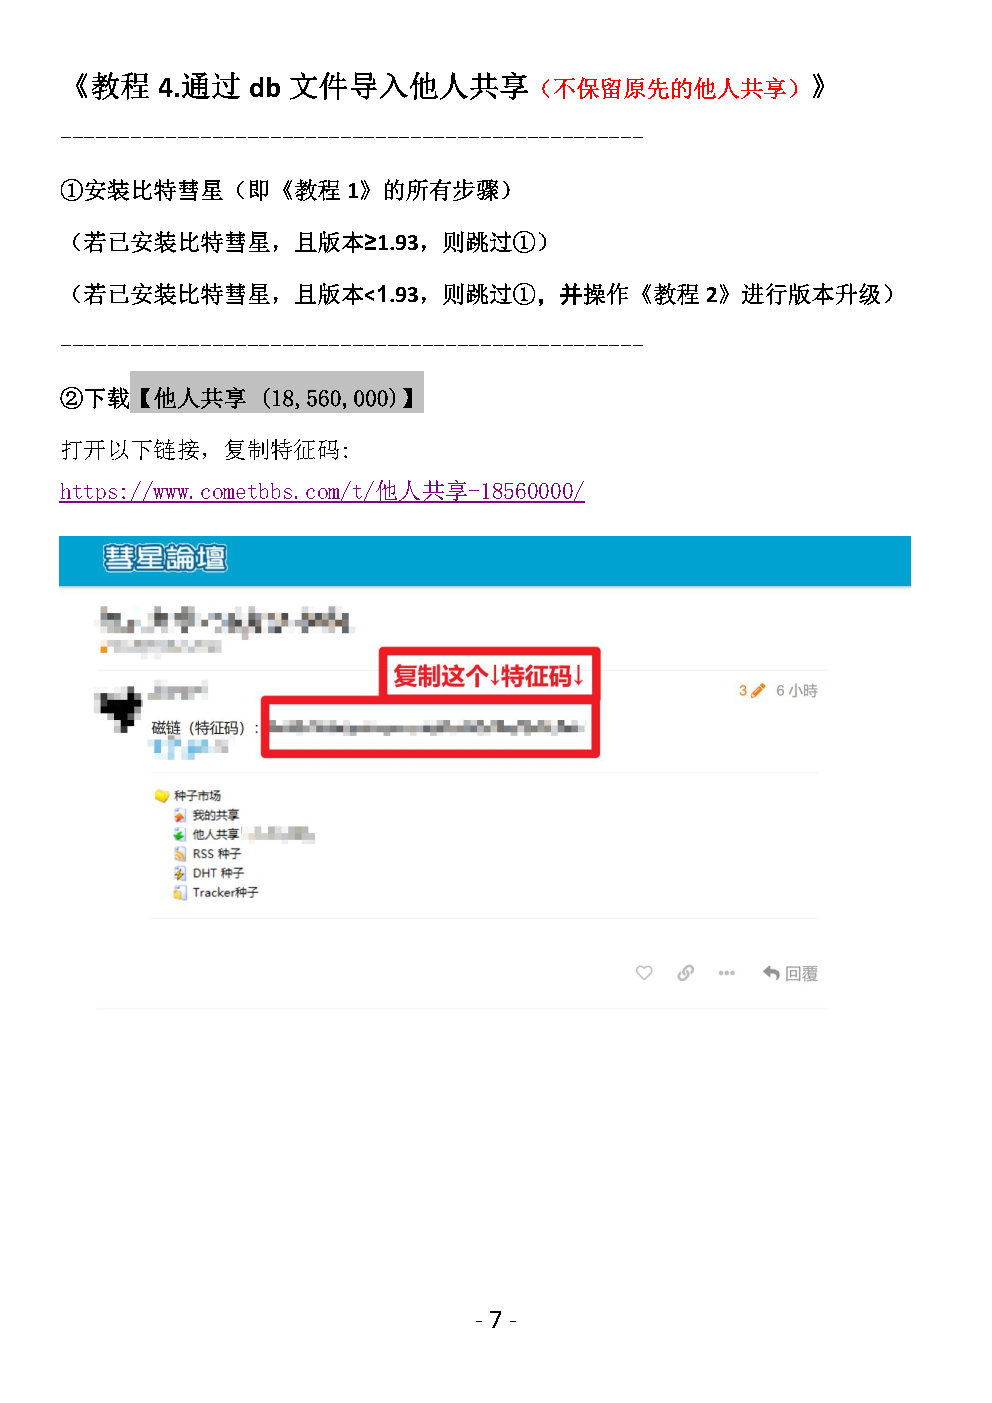 《教程 4.通过 db 文件导入他人共享（不保留原先的他人共享）》
--------------------------------------------------
①安装比特彗星（即《教程 1》的所有步骤）
（若已安装比特彗星，且版本≥1.93，则跳过①）
（若已安装比特彗星，且版本<1.93，则跳过①，并操作《教程 2》进行版本升级）
--------------------------------------------------
②下载【他人共享 (18,560,000)】
打开以下链接，复制特征码:
https://www.cometbbs.com/t/他人共享-18560000/
彗星論壇
复制这个↓特征码↓
3 6 小時
磁链（特征码）:
种子市场
我的共享
他人共享
RSS 种子
DHT 种子
Tracker种子
回覆
- 7 -